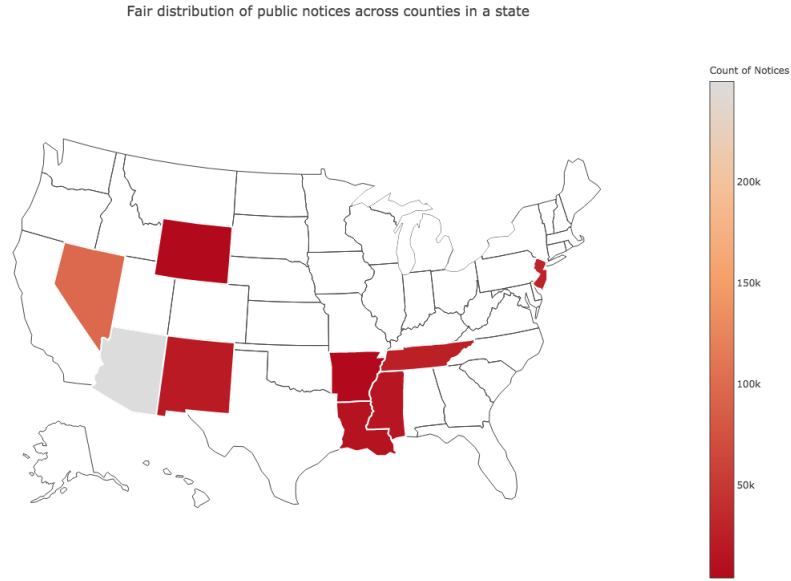 Fair distribution of public notices across counties in a state
Count of Notices
200k
150k
100k
50k